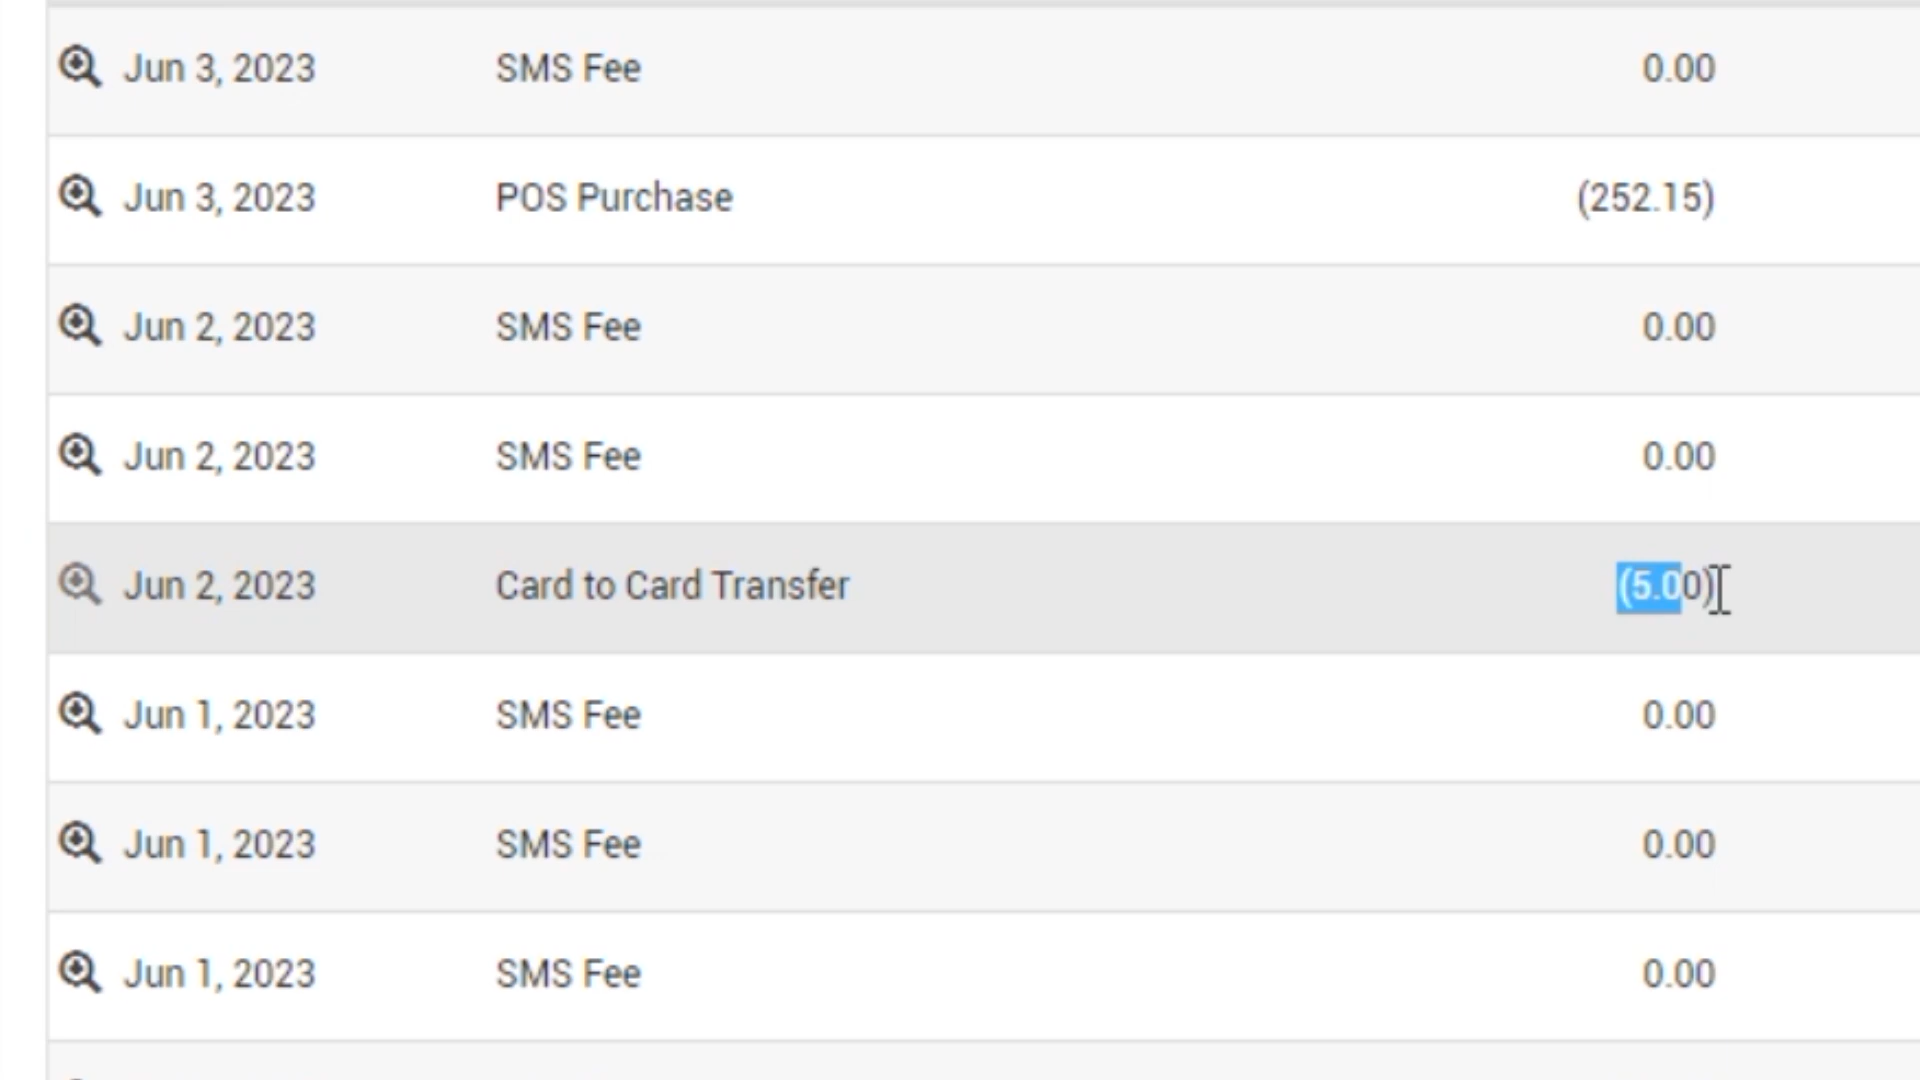 Jun 3, 2023 SMS Fee 0.00
Jun 3, 2023 POS Purchase (252.15)
Jun 2, 2023 SMS Fee 0.00
Jun 2, 2023 SMS Fee 0.00
Jun 2, 2023 Card to Card Transfer (5.00)
Jun 1, 2023 SMS Fee 0.00
Jun 1, 2023 SMS Fee 0.00
Jun 1, 2023 SMS Fee 0.00